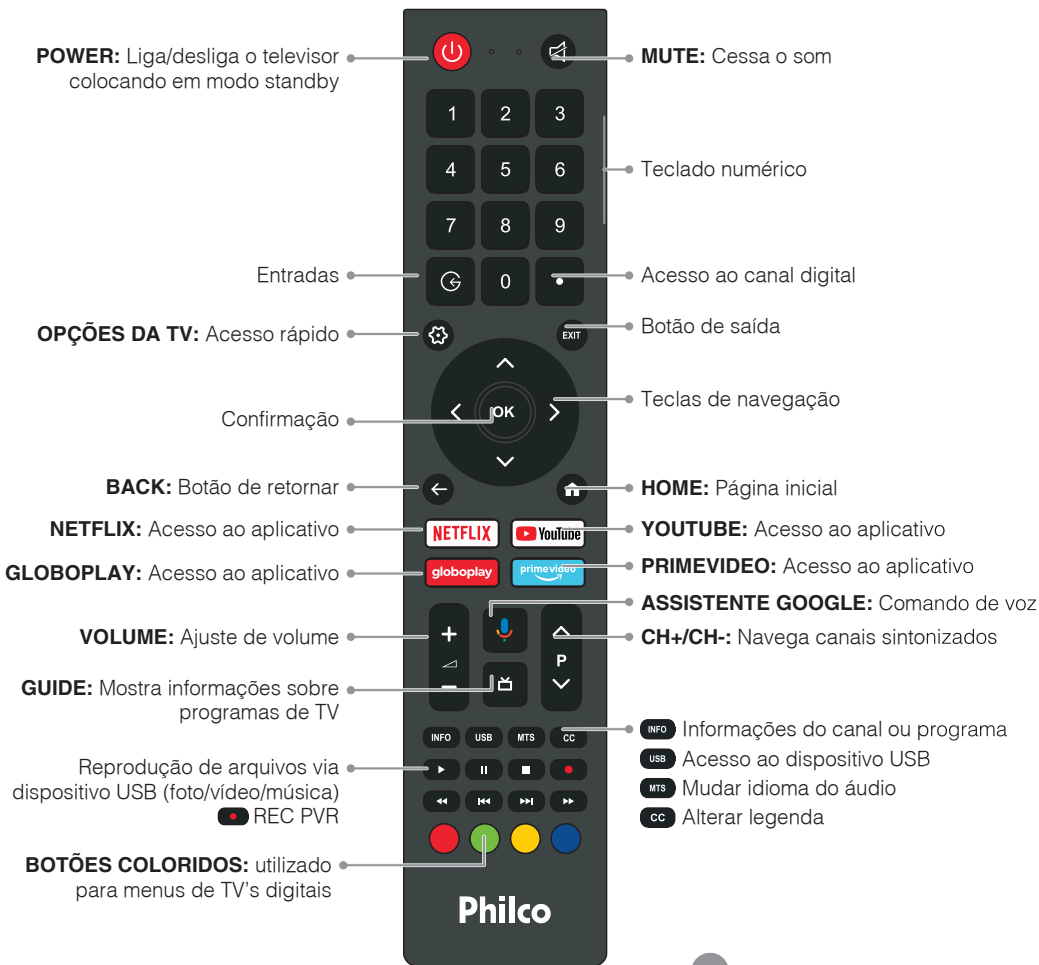 POWER: Liga/desliga o televisor
colocando em modo standby
MUTE: Cessa o som
1 2 3
4 5 6
Teclado numérico
7 8 9
Entradas
0
Acesso ao canal digital
OPÇÕES DA TV: Acesso rápido
EXIT
Botão de saída
Confirmação
OK
Teclas de navegação
BACK: Botão de retornar
HOME: Página inicial
NETFLIX: Acesso ao aplicativo
NETFLIX
YouTube
YOUTUBE: Acesso ao aplicativo
GLOBOPLAY: Acesso ao aplicativo
globoplay
prime video
PRIMEVIDEO: Acesso ao aplicativo
ASSISTENTE GOOGLE: Comando de voz
VOLUME: Ajuste de volume
CH+/CH-: Navega canais sintonizados
P
GUIDE: Mostra informações sobre
programas de TV
INFO USB MTS CC
INFO Informações do canal ou programa
USB Acesso ao dispositivo USB
MTS Mudar idioma do áudio
CC Alterar legenda
Reprodução de arquivos via
dispositivo USB (foto/vídeo/música)
REC PVR
BOTÕES COLORIDOS: utilizado
para menus de TV's digitais
Philco